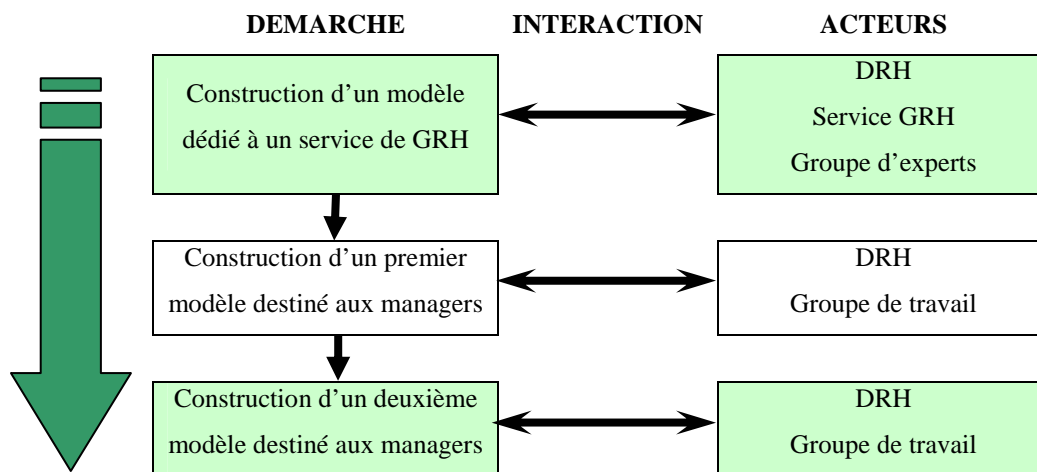 DEMARCHE INTERACTION ACTEURS
Construction d’un modèle
dédié à un service de GRH
DRH
Service GRH
Groupe d’experts
Construction d’un premier
modèle destiné aux managers
DRH
Groupe de travail
Construction d’un deuxième
modèle destiné aux managers
DRH
Groupe de travail